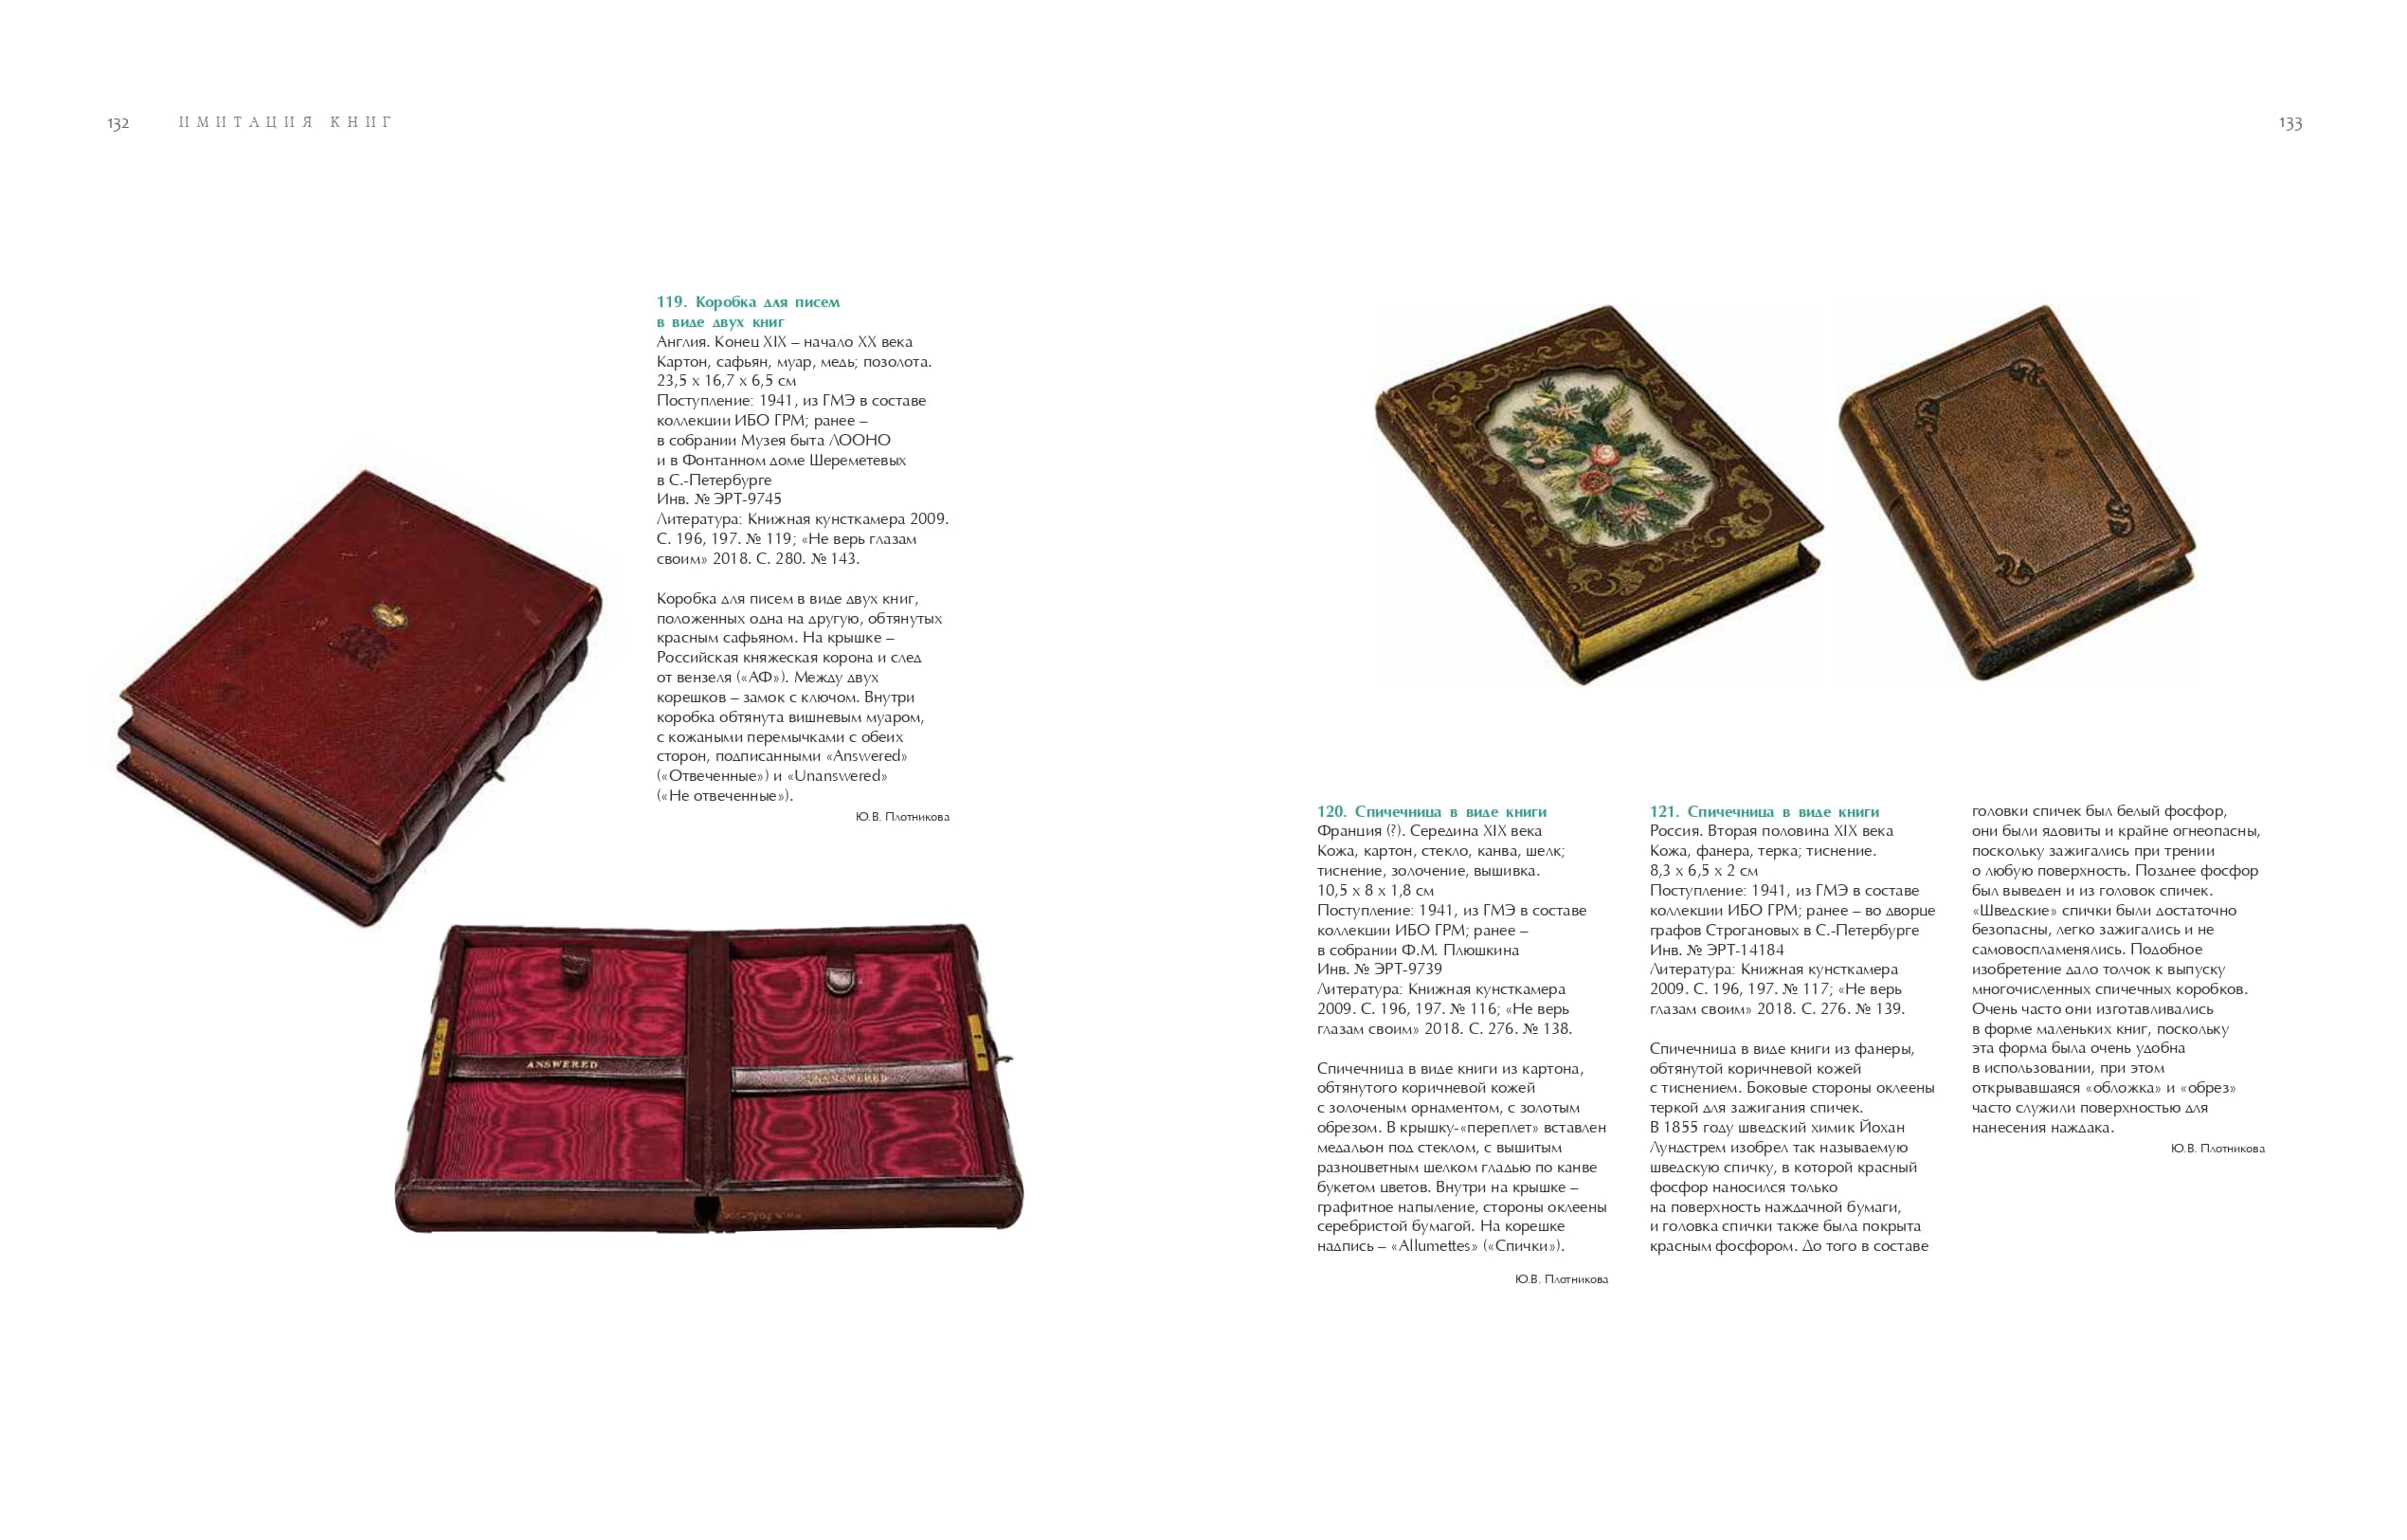 132 ИМИТАЦИЯ КНИГ
119. Коробка для писем
в виде двух книг
Англия. Конец XIX – начало XX века
Картон, сафьян, муар, медь; позолота.
23,5 х 16,7 х 6,5 см
Поступление: 1941, из ГМЭ в составе
коллекции ИБО ГРМ; ранее –
в собрании Музея быта ЛООНО
и в Фонтанном доме Шереметевых
в С.-Петербурге
Инв. № ЭРТ-9745
Литература: Книжная кунсткамера 2009.
С. 196, 197. № 119; «Не верь глазам
своим» 2018. С. 280. № 143.
Коробка для писем в виде двух книг,
положенных одна на другую, обтянутых
красным сафьяном. На крышке –
Российская княжеская корона и след
от вензеля («АФ»). Между двух
корешков – замок с ключом. Внутри
коробка обтянута вишневым муаром,
с кожаными перемычками с обеих
сторон, подписанными «Answered»
(«Отвеченные») и «Unanswered»
(«Не отвеченные»).
Ю.В. Плотникова
ANSWERED
UNANSWERED
133
120. Спичечница в виде книги
Франция (?). Середина XIX века
Кожа, картон, стекло, канва, шелк;
тиснение, золочение, вышивка.
10,5 х 8 х 1,8 см
Поступление: 1941, из ГМЭ в составе
коллекции ИБО ГРМ; ранее –
в собрании Ф.М. Плюшкина
Инв. № ЭРТ-9739
Литература: Книжная кунсткамера
2009. С. 196, 197. № 116; «Не верь
глазам своим» 2018. С. 276. № 138.
Спичечница в виде книги из картона,
обтянутого коричневой кожей
с золоченым орнаментом, с золотым
обрезом. В крышку-«переплет» вставлен
медальон под стеклом, с вышитым
разноцветным шелком гладью по канве
букетом цветов. Внутри на крышке –
графитное напыление, стороны оклеены
серебристой бумагой. На корешке
надпись – «Allumettes» («Спички»).
Ю.В. Плотникова
121. Спичечница в виде книги
Россия. Вторая половина XIX века
Кожа, фанера, терка; тиснение.
8,3 х 6,5 х 2 см
Поступление: 1941, из ГМЭ в составе
коллекции ИБО ГРМ; ранее – во дворце
графов Строгановых в С.-Петербурге
Инв. № ЭРТ-14184
Литература: Книжная кунсткамера
2009. С. 196, 197. № 117; «Не верь
глазам своим» 2018. С. 276. № 139.
Спичечница в виде книги из фанеры,
обтянутой коричневой кожей
с тиснением. Боковые стороны оклеены
теркой для зажигания спичек.
В 1855 году шведский химик Йохан
Лундстрем изобрел так называемую
шведскую спичку, в которой красный
фосфор наносился только
на поверхность наждачной бумаги,
и головка спички также была покрыта
красным фосфором. До того в составе
головки спичек был белый фосфор,
они были ядовиты и крайне огнеопасны,
поскольку зажигались при трении
о любую поверхность. Позднее фосфор
был выведен и из головок спичек.
«Шведские» спички были достаточно
безопасны, легко зажигались и не
самовоспламенялись. Подобное
изобретение дало толчок к выпуску
многочисленных спичечных коробков.
Очень часто они изготавливались
в форме маленьких книг, поскольку
эта форма была очень удобна
в использовании, при этом
открывавшаяся «обложка» и «обрез»
часто служили поверхностью для
нанесения наждака.
Ю.В. Плотникова